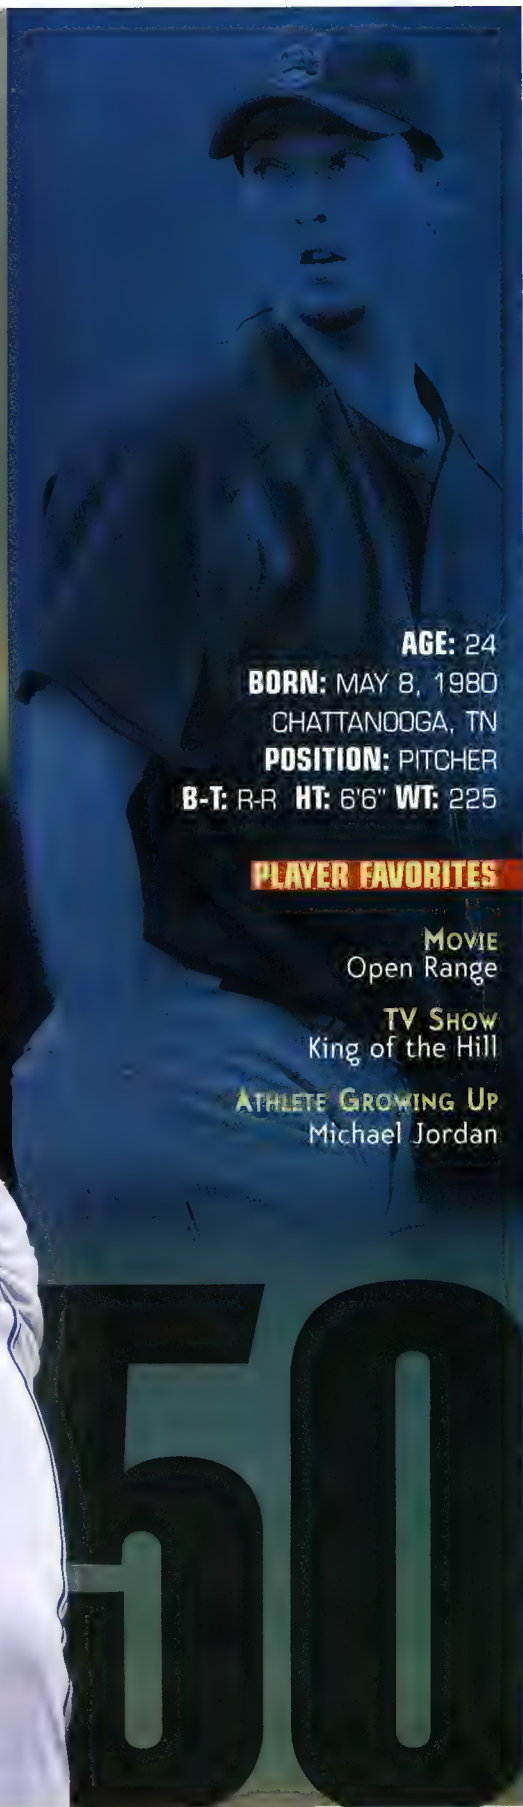 AGE: 24
BORN: MAY 8, 1980
CHATTANOOGA, TN
POSITION: PITCHER
B-T: R-R HT: 6'6" WT: 225
PLAYER FAVORITES
MOVIE
Open Range
TV SHOW
King of the Hill
ATHLETE GROWING UP
Michael Jordan
50